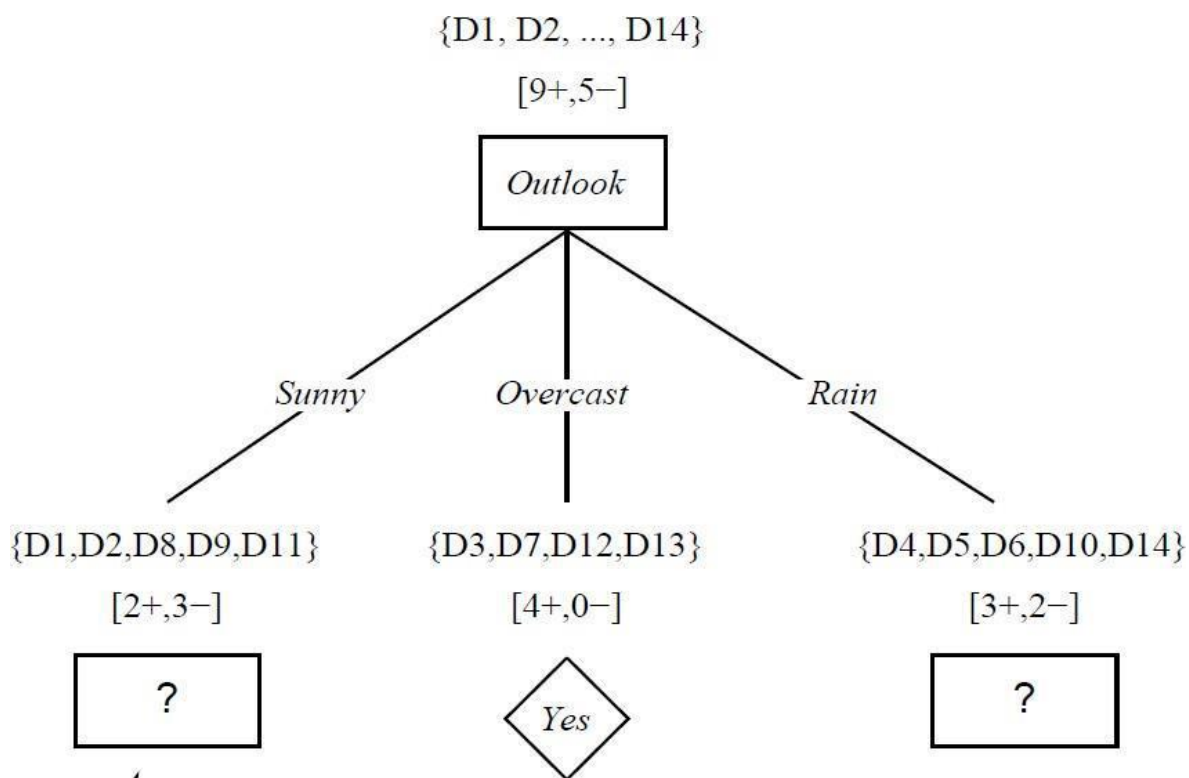 {D1, D2, ..., D14}
[9+,5−]
Outlook
Sunny Overcast Rain
{D1,D2,D8,D9,D11} {D3,D7,D12,D13} {D4,D5,D6,D10,D14}
[2+,3−] [4+,0−] [3+,2−]
? Yes ?